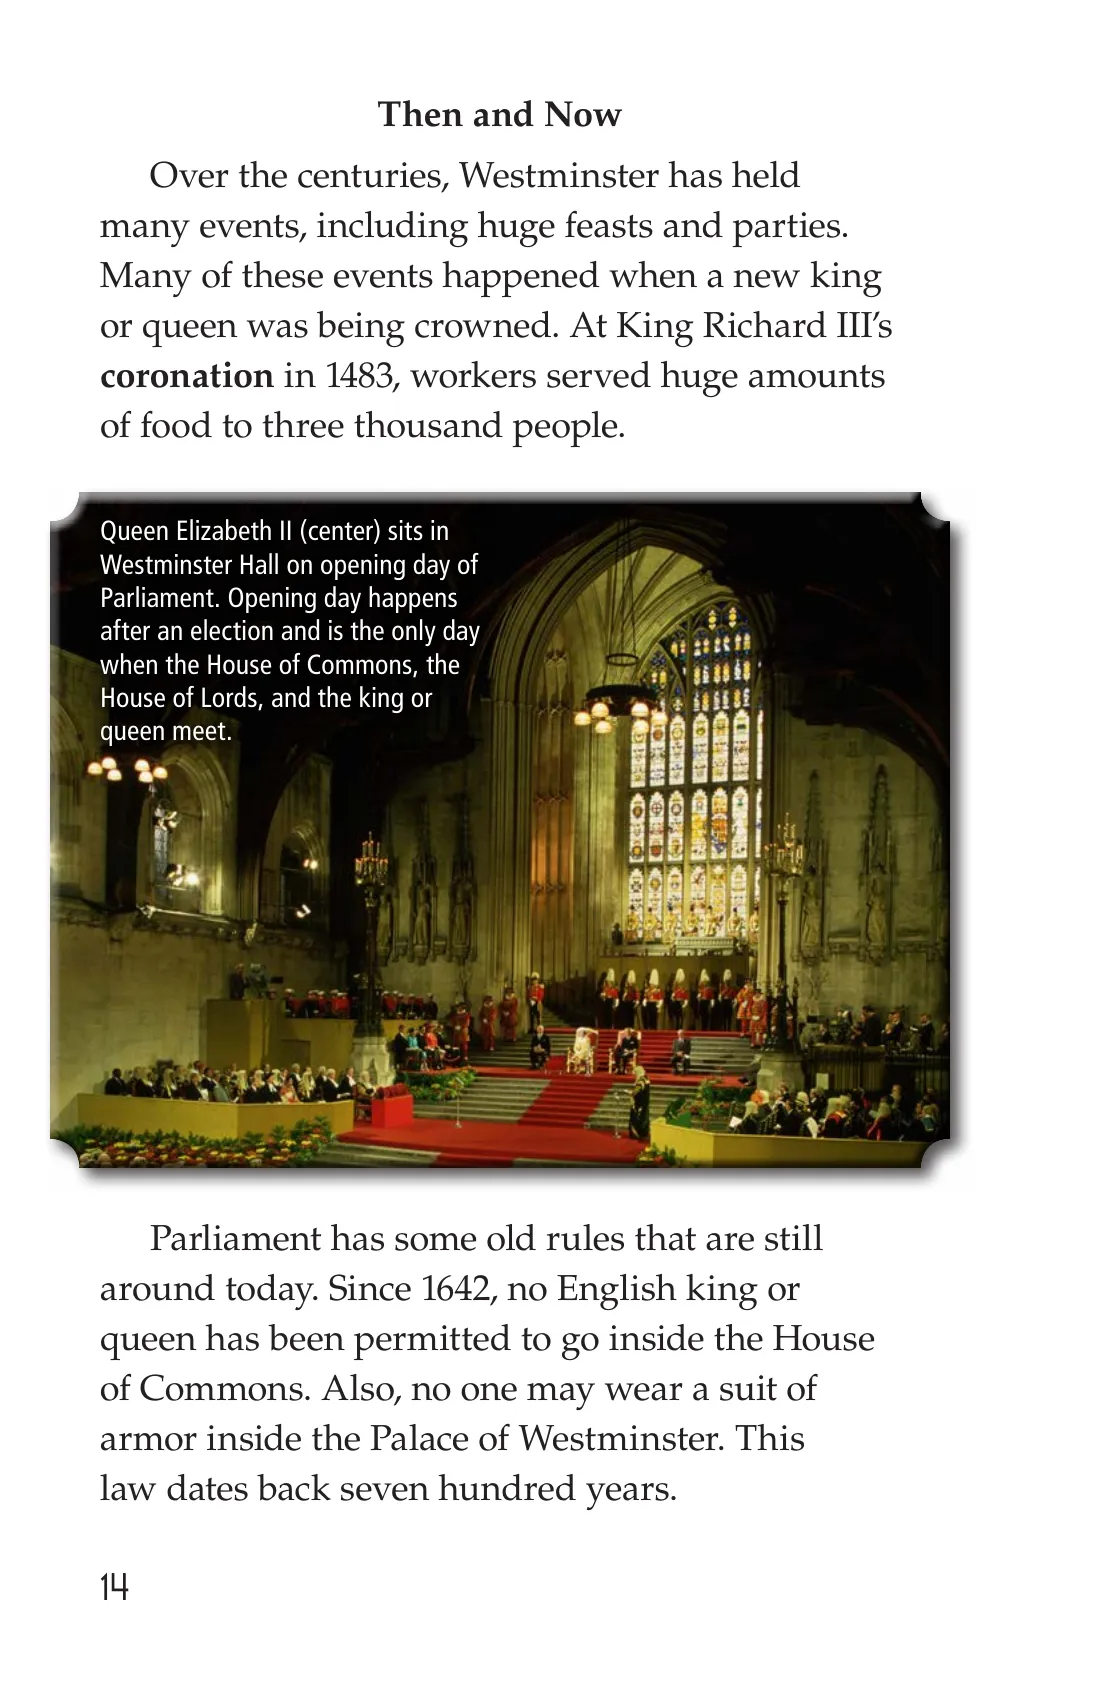 Then and Now
Over the centuries, Westminster has held
many events, including huge feasts and parties.
Many of these events happened when a new king
or queen was being crowned. At King Richard III’s
coronation in 1483, workers served huge amounts
of food to three thousand people.
Queen Elizabeth II (center) sits in
Westminster Hall on opening day of
Parliament. Opening day happens
after an election and is the only day
when the House of Commons, the
House of Lords, and the king or
queen meet.
Parliament has some old rules that are still
around today. Since 1642, no English king or
queen has been permitted to go inside the House
of Commons. Also, no one may wear a suit of
armor inside the Palace of Westminster. This
law dates back seven hundred years.
14